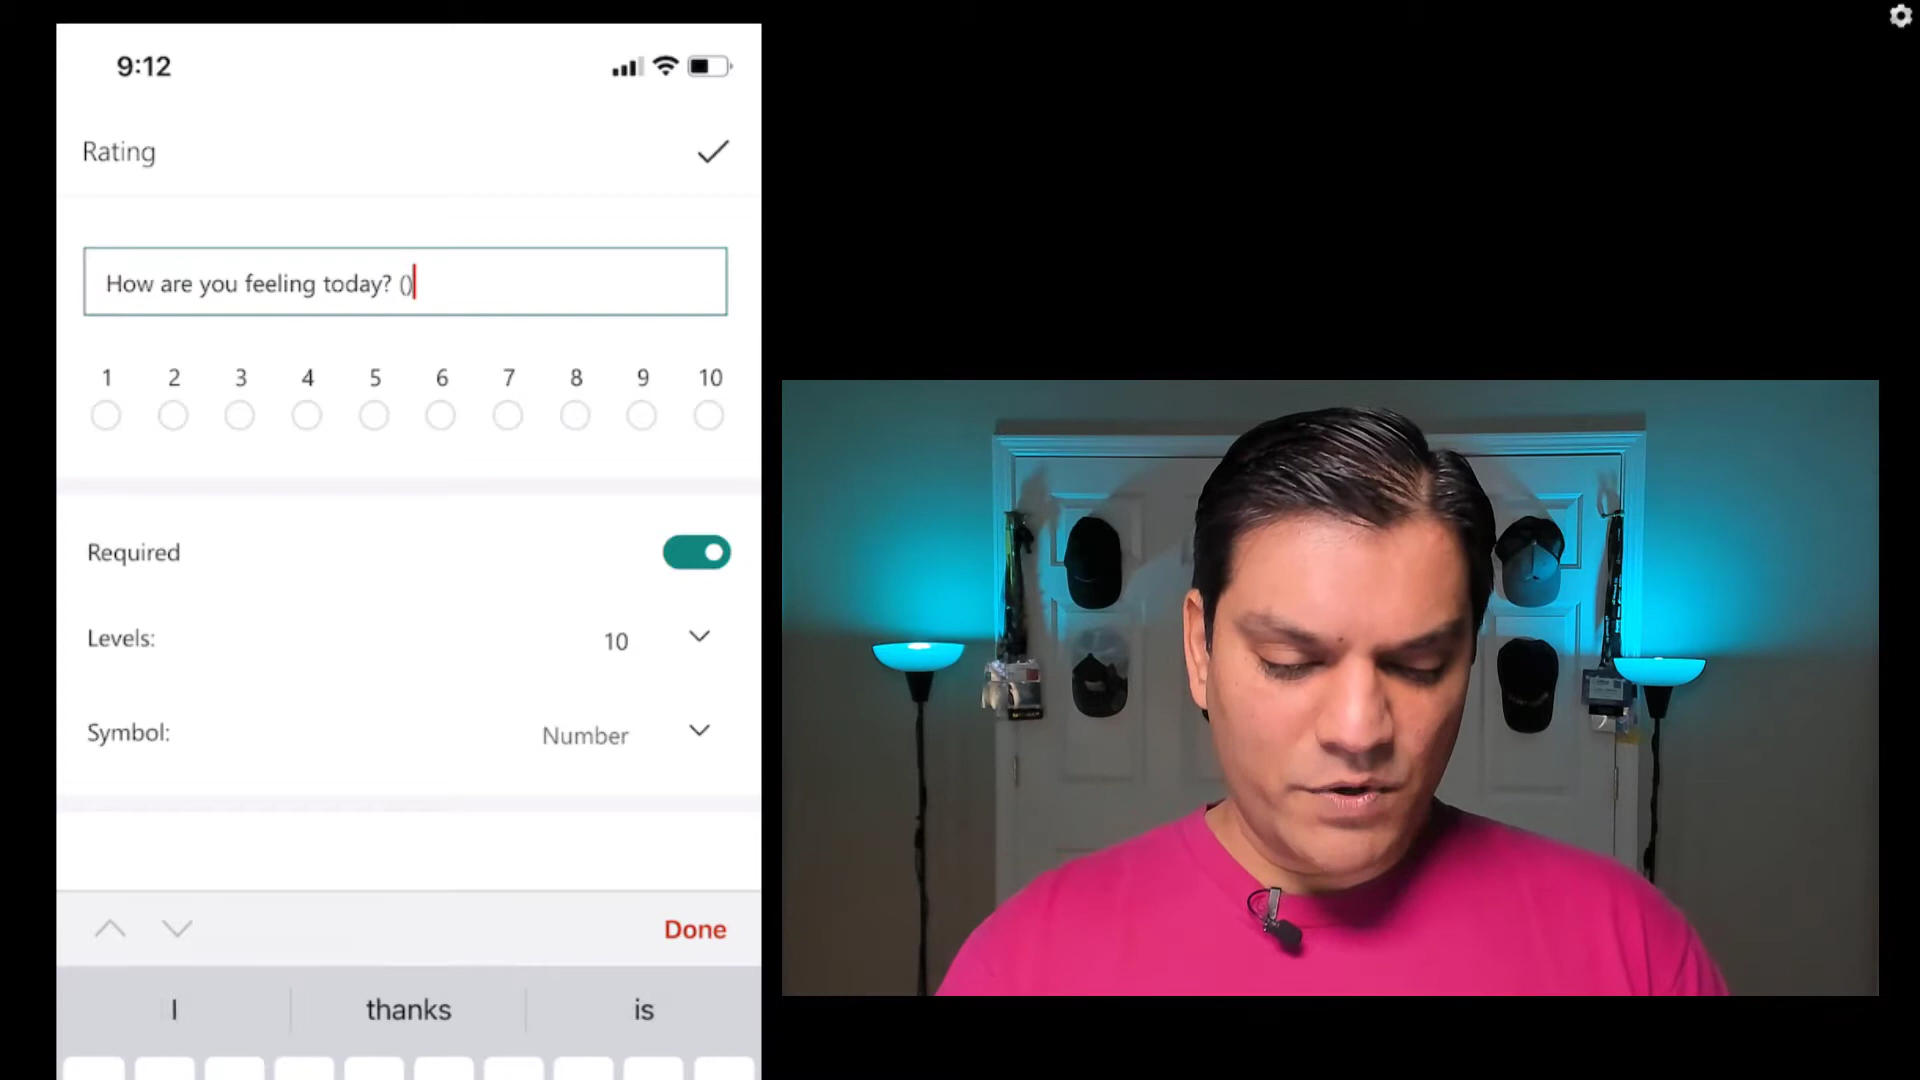 9:12
Rating
How are you feeling today? ()
1 2 3 4 5 6 7 8 9 10
Required
Levels: 10
Symbol: Number
Done
I thanks is